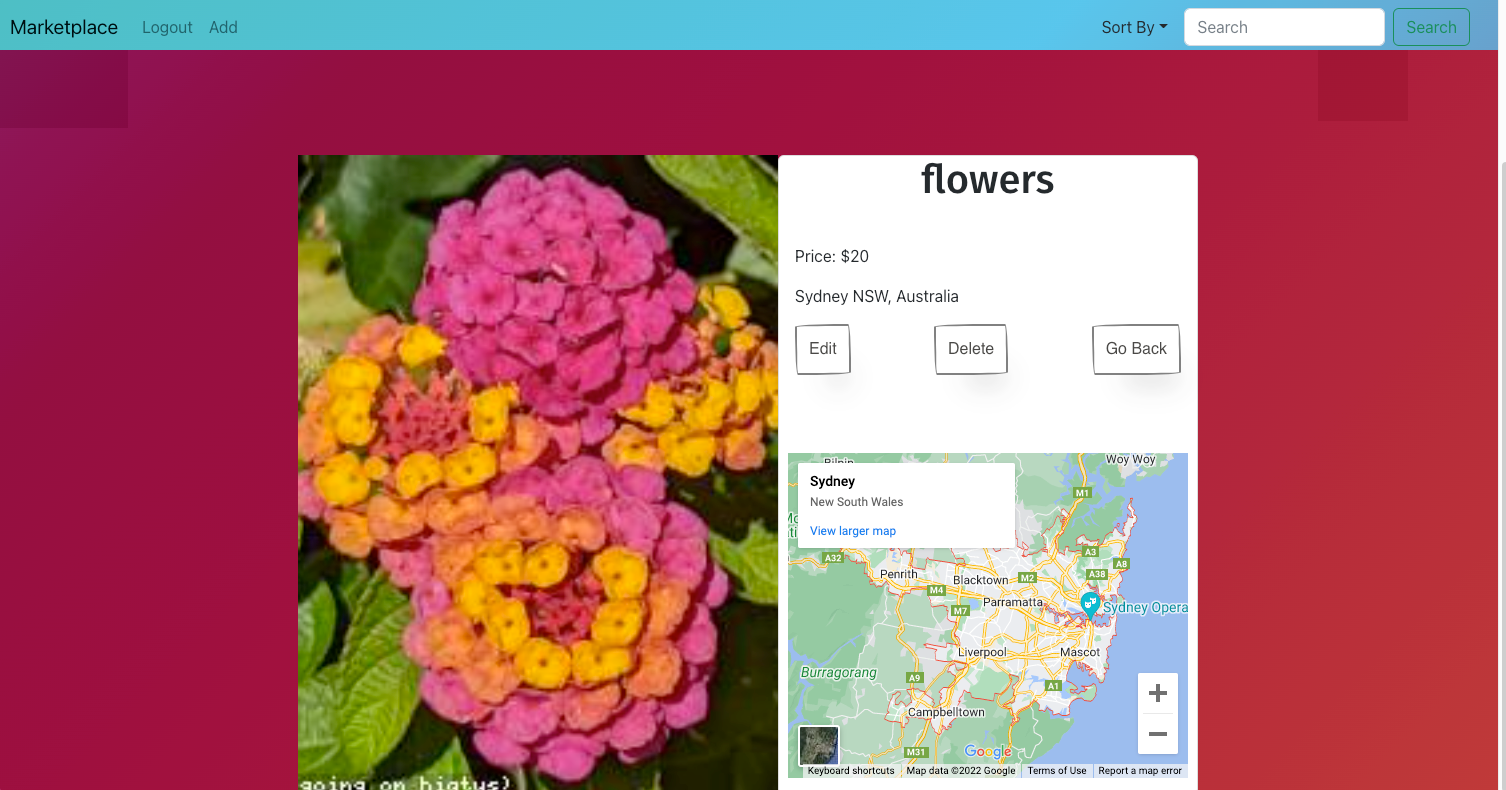 Marketplace Logout Add Sort By Search Search
flowers
Price: $20
Sydney NSW, Australia
Edit Delete Go Back
Woy Woy
Sydney
New South Wales
View larger map
M1
A3
A32
A8
Penrith
A38
Blacktown M2
M4
Parramatta
M7
Sydney Opera
Liverpool Mascot
Burragorang
A9
A1
Campbelltown
M31
Google
Keyboard shortcuts Map data ©2022 Google Terms of Use Report a map error
going on hiatus)